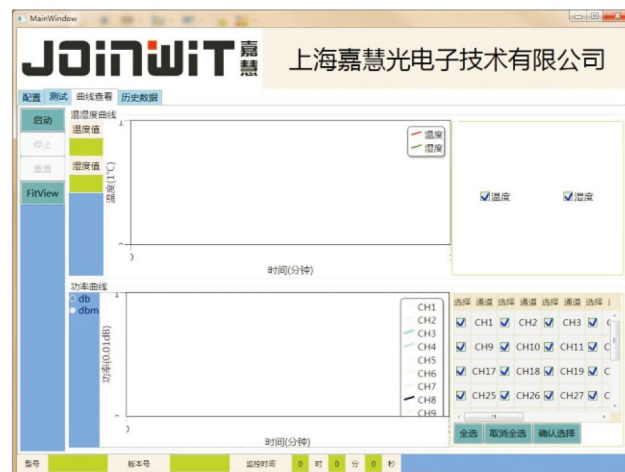 MainWindow
JOINWIT 嘉慧
上海嘉慧光电子技术有限公司
配置 测试 曲线查看 历史数据
启动
停止
重置
FitView
温湿度曲线
温度值
湿度值
温度(1℃)
温度
湿度
时间(分钟)
温度 湿度
功率曲线
db
dbm
功率(0.01dB)
CH1
CH2
CH3
CH4
CH5
CH6
CH7
CH8
CH9
时间(分钟)
选择 通道 选择 通道 选择 通道 选择
CH1 CH2 CH3
CH9 CH10 CH11 C
CH17 CH18 CH19 C
CH25 CH26 CH27 C
全选 取消全选 确认选择
型号 版本号 监控时间 0 时 0 分 0 秒